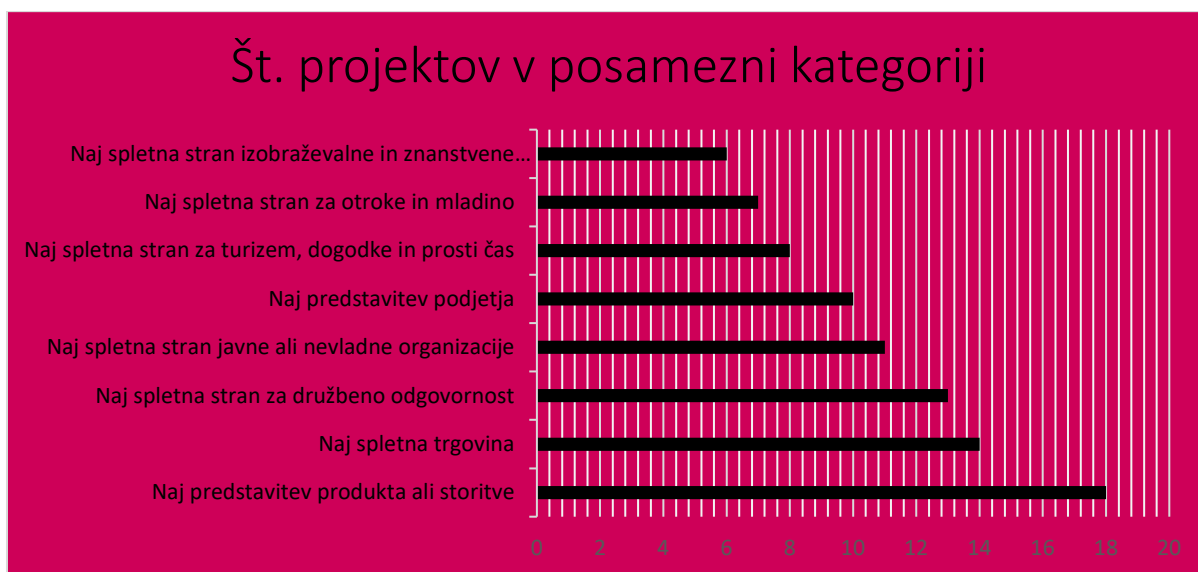 Št. projektov v posamezni kategoriji
Naj spletna stran izobraževalne in znanstvene…
Naj spletna stran za otroke in mladino
Naj spletna stran za turizem, dogodke in prosti čas
Naj predstavitev podjetja
Naj spletna stran javne ali nevladne organizacije
Naj spletna stran za družbeno odgovornost
Naj spletna trgovina
Naj predstavitev produkta ali storitve
0 2 4 6 8 10 12 14 16 18 20